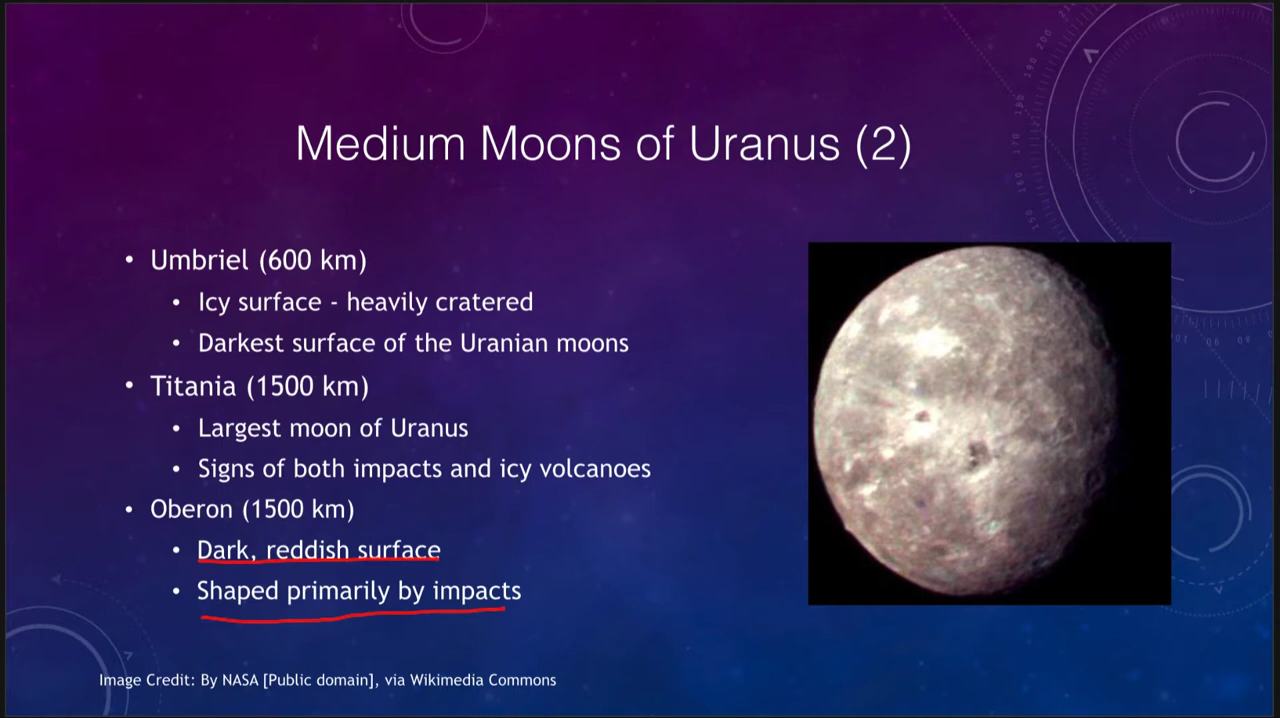 Medium Moons of Uranus (2)
• Umbriel (600 km)
• Icy surface - heavily cratered
• Darkest surface of the Uranian moons
• Titania (1500 km)
• Largest moon of Uranus
• Signs of both impacts and icy volcanoes
• Oberon (1500 km)
• Dark, reddish surface
• Shaped primarily by impacts
Image Credit: By NASA [Public domain], via Wikimedia Commons